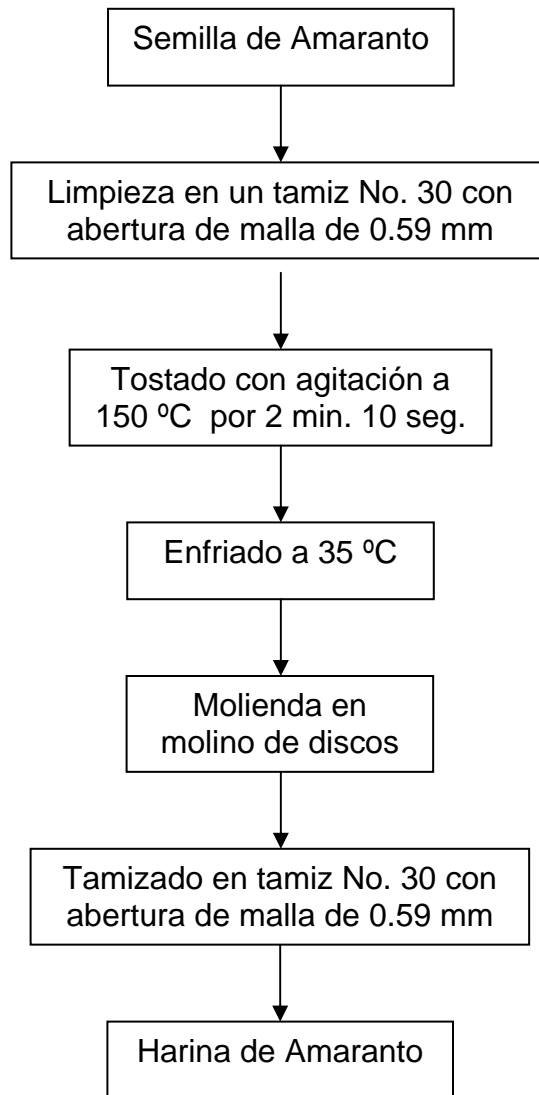 Semilla de Amaranto
Limpieza en un tamiz No. 30 con
abertura de malla de 0.59 mm
Tostado con agitación a
150 ºC  por 2 min. 10 seg.
Enfriado a 35 ºC
Molienda en
molino de discos
Tamizado en tamiz No. 30 con
abertura de malla de 0.59 mm
Harina de Amaranto